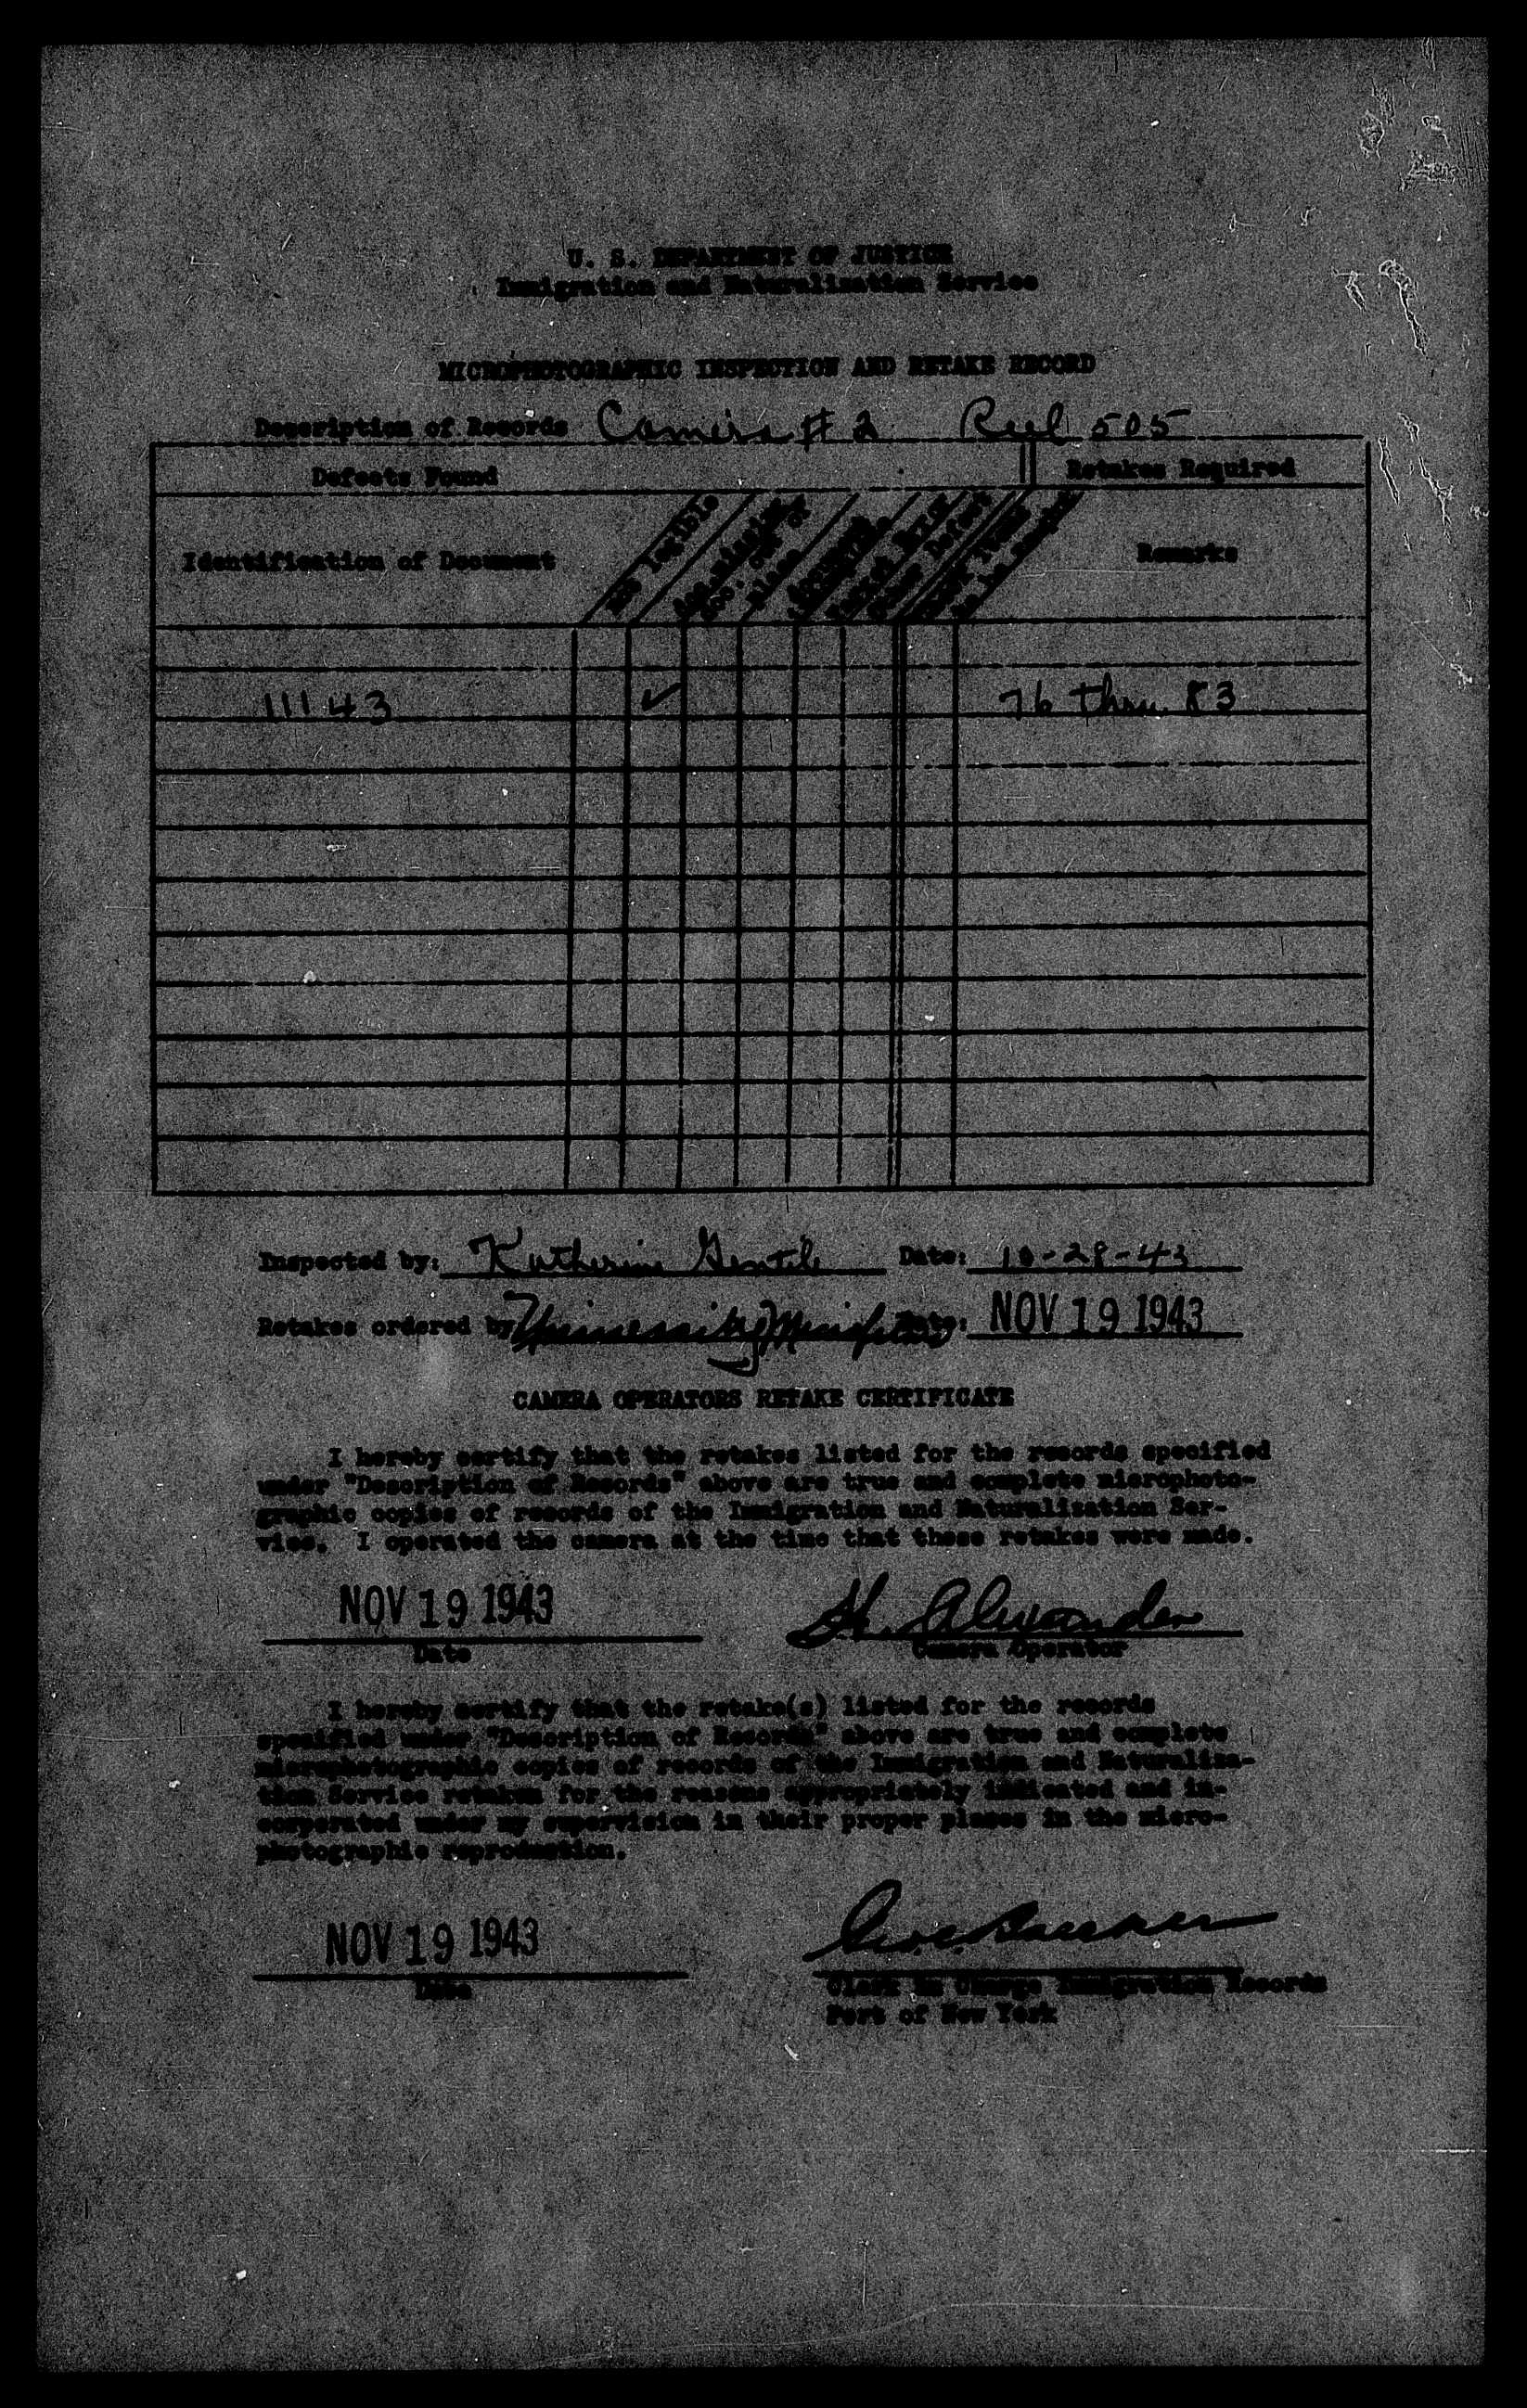 U. S. DEPARTMENT OF JUSTICE
Immigration and Naturalization Service
MICROPHOTOGRAPHIC INSPECTION AND RETAKE RECORD
Description of Records Camera # 2 Reel 505
Defects Found Retakes Required
Identification of Document Not Legible Remarks
11143 ✓ 76 thru 83
Inspected by: Katherine Gentile Date: 10-28-43
Retakes ordered by Date: NOV 19 1943
CAMERA OPERATORS RETAKE CERTIFICATE
I hereby certify that the retakes listed for the records specified
under "Description of Records" above are true and complete microphoto-
graphic copies of records of the Immigration and Naturalization Ser-
vice. I operated the camera at the time that these retakes were made.
NOV 19 1943 H. Alexander
Date Camera Operator
I hereby certify that the retake(s) listed for the records
specified under "Description of Records" above are true and complete
microphotographic copies of records of the Immigration and Naturaliza-
tion Service retaken for the reasons appropriately indicated and in-
corporated under my supervision in their proper places in the micro-
photographic reproduction.
NOV 19 1943
Date Clerk in Charge Immigration Records
Port of New York